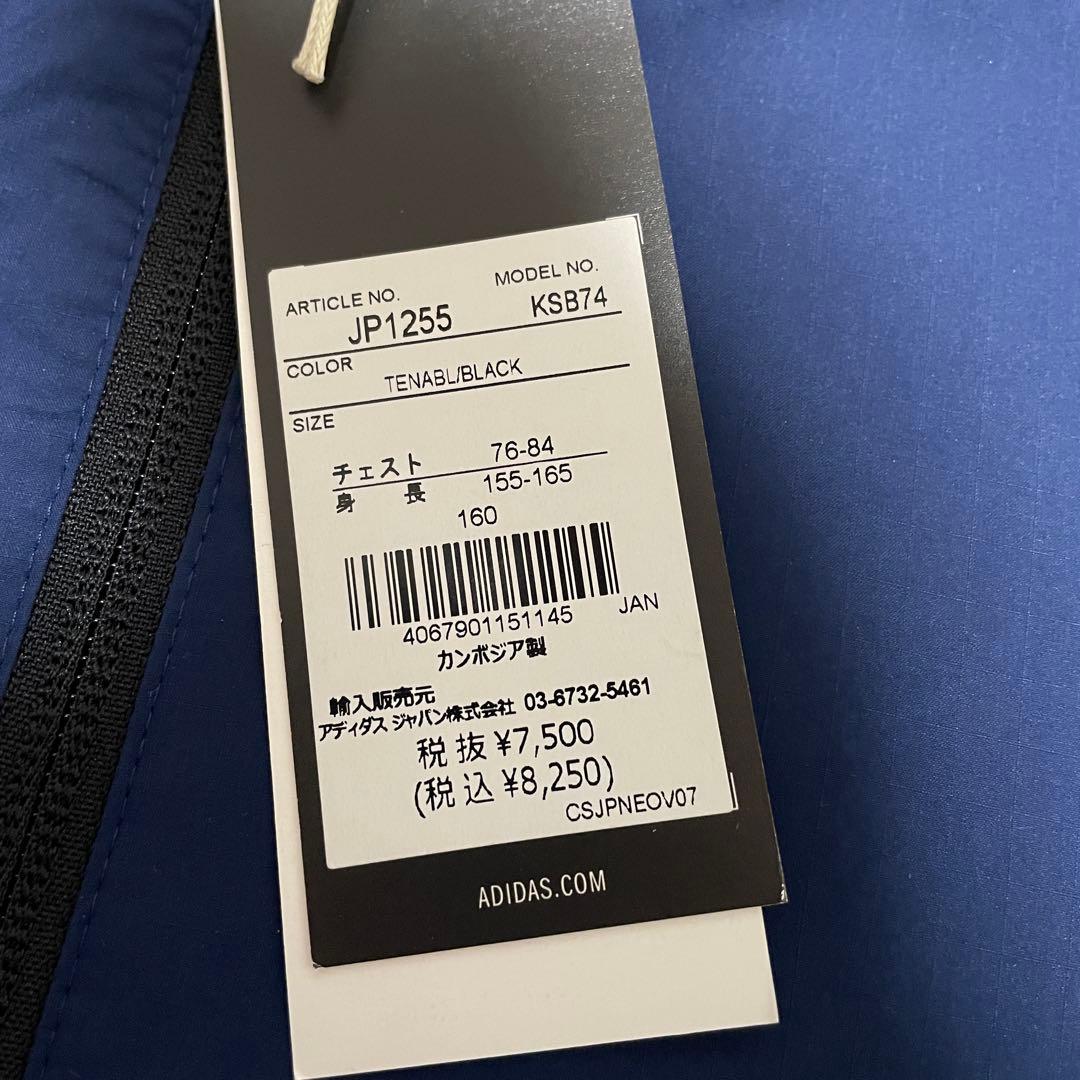 ARTICLE NO. MODEL NO.
JP1255 KSB74
COLOR
TENABL/BLACK
SIZE
チェスト 76-84
身長 155-165
160
4067901151145 JAN
カンボジア製
輸入販売元
アディダス ジャパン株式会社 03-6732-5461
税抜 ¥7,500
(税込 ¥8,250)
CSJPNEOV07
ADIDAS.COM